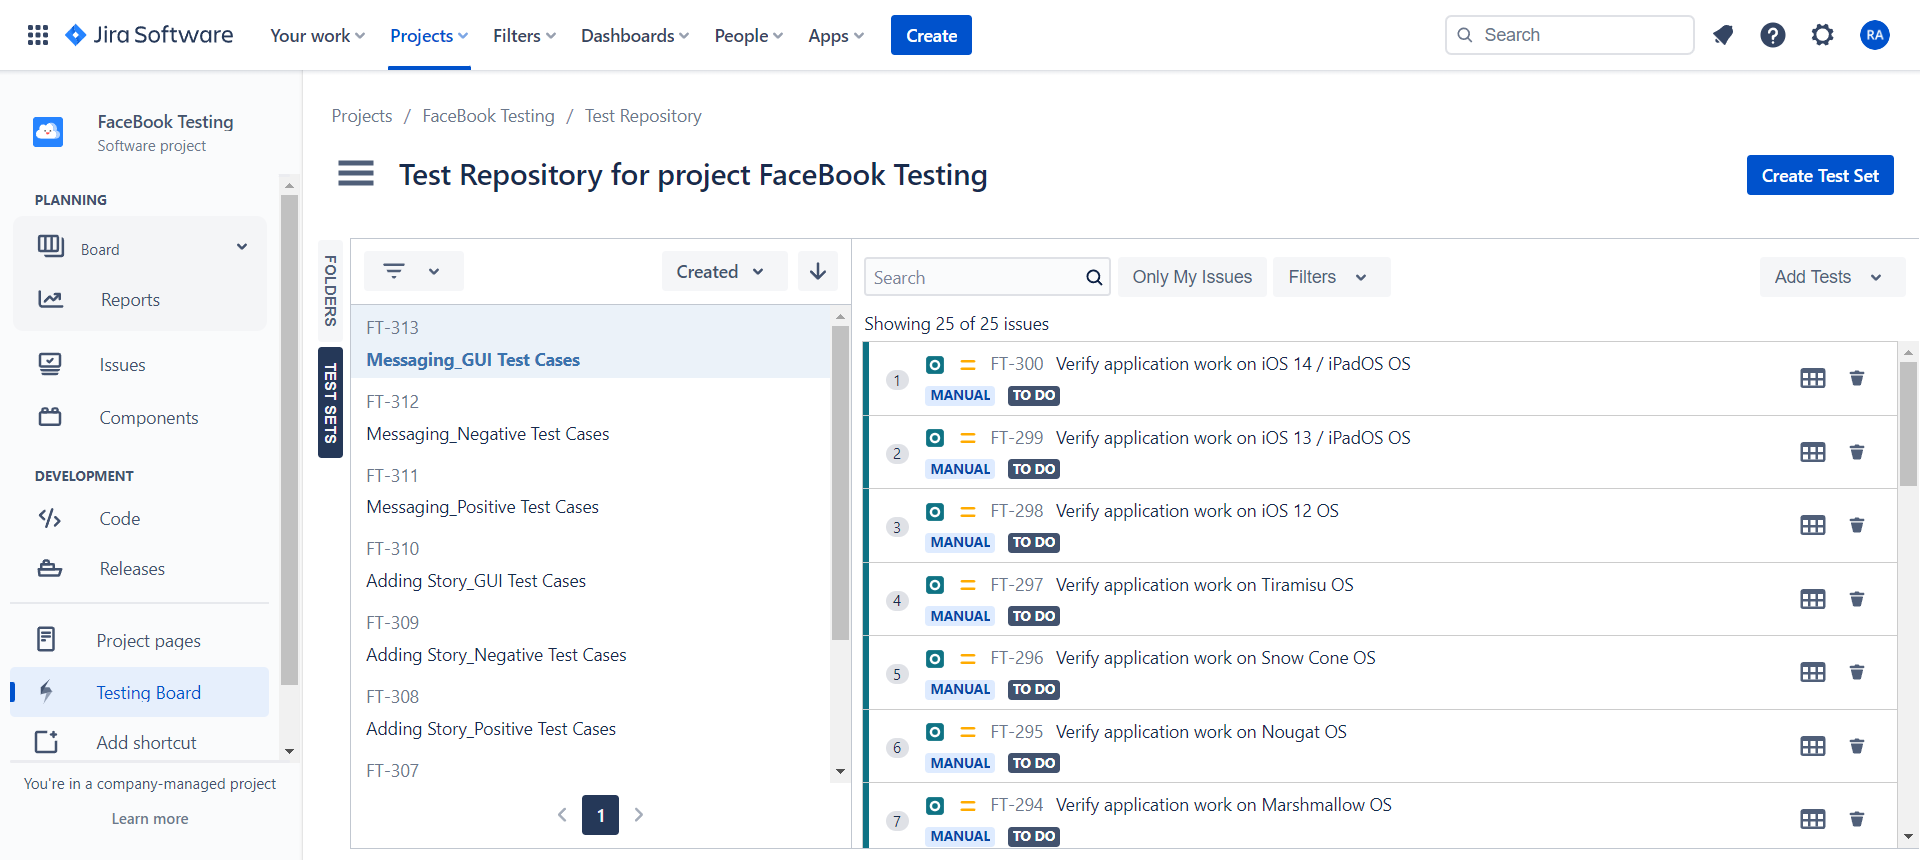 Jira Software
Your work
Projects
Filters
Dashboards
People
Apps
Create
Search
RA
FaceBook Testing
Software project
PLANNING
Board
Reports
Issues
Components
DEVELOPMENT
Code
Releases
Project pages
Testing Board
Add shortcut
You're in a company-managed project
Learn more
Projects / FaceBook Testing / Test Repository
Test Repository for project FaceBook Testing
Create Test Set
FOLDERS
TEST SETS
Created
FT-313
Messaging_GUI Test Cases
FT-312
Messaging_Negative Test Cases
FT-311
Messaging_Positive Test Cases
FT-310
Adding Story_GUI Test Cases
FT-309
Adding Story_Negative Test Cases
FT-308
Adding Story_Positive Test Cases
FT-307
1
Search
Only My Issues
Filters
Add Tests
Showing 25 of 25 issues
1 FT-300 Verify application work on iOS 14 / iPadOS OS
MANUAL TO DO
2 FT-299 Verify application work on iOS 13 / iPadOS OS
MANUAL TO DO
3 FT-298 Verify application work on iOS 12 OS
MANUAL TO DO
4 FT-297 Verify application work on Tiramisu OS
MANUAL TO DO
5 FT-296 Verify application work on Snow Cone OS
MANUAL TO DO
6 FT-295 Verify application work on Nougat OS
MANUAL TO DO
7 FT-294 Verify application work on Marshmallow OS
MANUAL TO DO